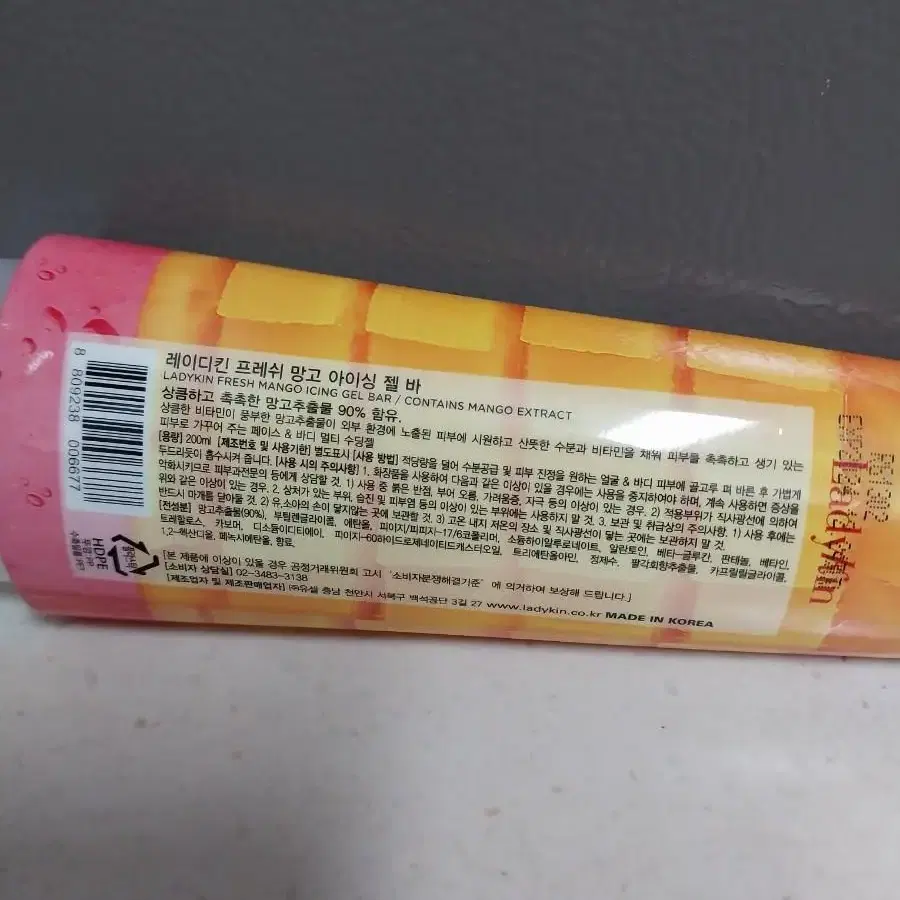 레이디킨 프레쉬 망고 아이싱 젤 바
LADYKIN FRESH MANGO ICING GEL BAR / CONTAINS MANGO EXTRACT
상큼하고 촉촉한 망고추출물 90% 함유.
상큼한 비타민이 풍부한 망고추출물이 외부 환경에 노출된 피부에 시원하고 산뜻한 수분과 비타민을 채워 피부를 촉촉하고 생기 있는
피부로 가꾸어 주는 페이스 & 바디 멀티 수딩젤
[용량] 200ml [제조번호 및 사용기한] 별도표시 [사용 방법] 적당량을 덜어 수분공급 및 피부 진정을 원하는 얼굴 & 바디 피부에 골고루 펴 바른 후 가볍게
두드리듯이 흡수시켜 줍니다. [사용 시의 주의사항] 1. 화장품을 사용하여 다음과 같은 이상이 있을 경우에는 사용을 중지하여야 하며, 계속 사용하면 증상을
악화시키므로 피부과전문의 등에게 상담할 것. 1) 사용 중 붉은 반점, 부어 오름, 가려움증, 자극 등의 이상이 있는 경우. 2) 적용부위가 직사광선에 의하여
위와 같은 이상이 있는 경우. 2. 상처가 있는 부위, 습진 및 피부염 등의 이상이 있는 부위에는 사용하지 말 것. 3. 보관 및 취급상의 주의사항. 1) 사용 후에는
반드시 마개를 닫아둘 것. 2) 유.소아의 손이 닿지않는 곳에 보관할 것. 3) 고온 내지 저온의 장소 및 직사광선이 닿는 곳에는 보관하지 말 것.
[전성분] 망고추출물(90%), 부틸렌글라이콜, 에탄올, 피이지/피피지-17/6코폴리머, 소듐하이알루로네이트, 알란토인, 베타-글루칸, 판테놀, 베타인,
트레할로스, 카보머, 디소듐이디티에이, 피이지-60하이드로제네이티드캐스터오일, 트리에탄올아민, 정제수, 팔각회향추출물, 카프릴릴글라이콜,
1,2-헥산디올, 페녹시에탄올, 향료.
[본 제품에 이상이 있을 경우 공정거래위원회 고시 '소비자분쟁해결기준' 에 의거하여 보상해 드립니다.]
[소비자 상담실] 02-3483-3138
[제조업자 및 제조판매업자] ㈜유셀 충남 천안시 서북구 백석공단 3길 27 www.ladykin.co.kr MADE IN KOREA
8 809238 006677
HDPE
Ladykin